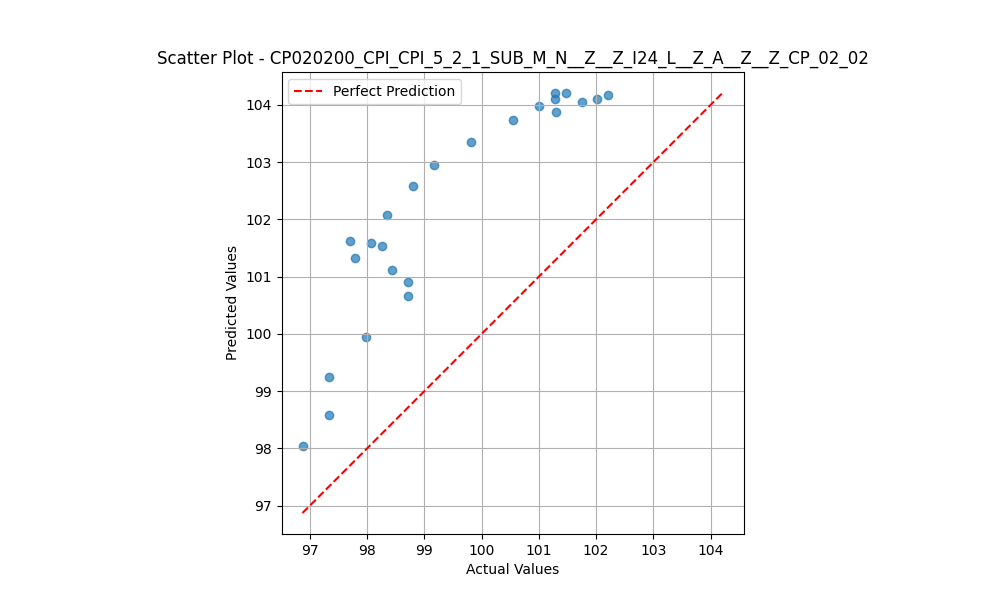 Scatter Plot - CP020200_CPI_CPI_5_2_1_SUB_M_N__Z__Z_I24_L__Z_A__Z__Z_CP_02_02
Perfect Prediction
104
103
102
101
100
99
98
97
Predicted Values
97 98 99 100 101 102 103 104
Actual Values